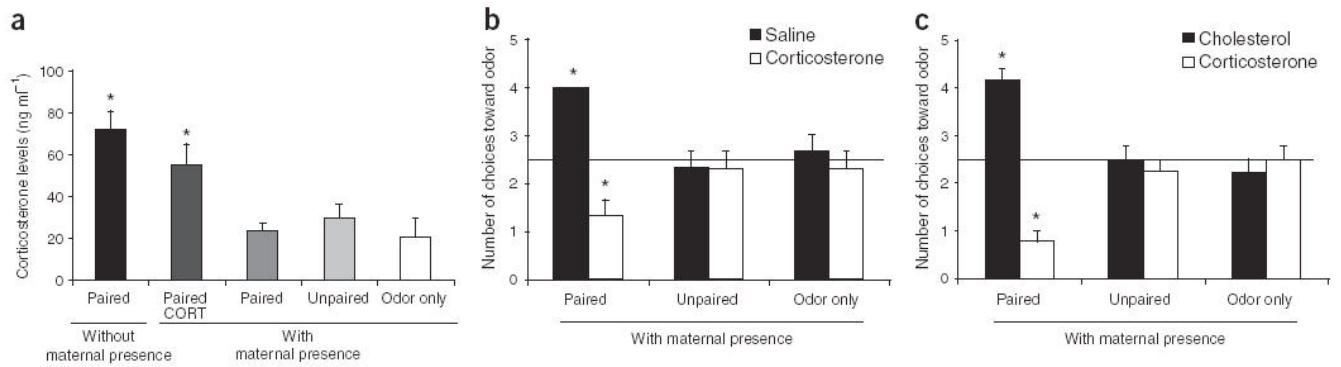 a
Corticosterone levels (ng ml⁻¹)
100
80
60
40
20
0
*
*
Paired
Paired
CORT
Paired
Unpaired
Odor only
Without
maternal presence
With
maternal presence
b
Saline
Corticosterone
Number of choices toward odor
5
4
3
2
1
0
*
*
Paired
Unpaired
Odor only
With maternal presence
c
Cholesterol
Corticosterone
Number of choices toward odor
5
4
3
2
1
0
*
*
Paired
Unpaired
Odor only
With maternal presence